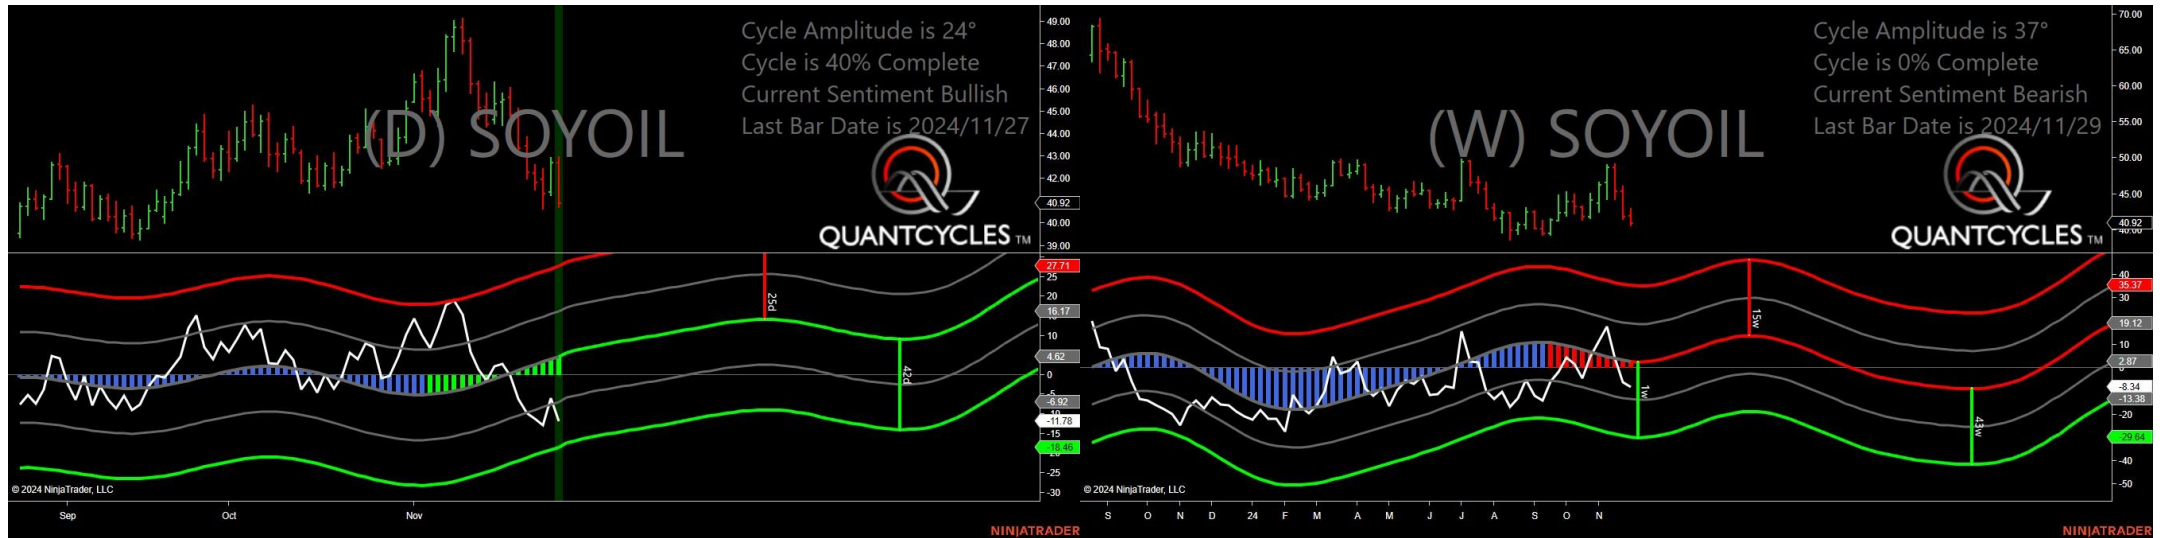 Cycle Amplitude is 24°
Cycle is 40% Complete
Current Sentiment Bullish
Last Bar Date is 2024/11/27
(D) SOYOIL
QUANTCYCLES TM
49.00
48.00
47.00
46.00
45.00
44.00
43.00
42.00
40.92
40.00
39.00
27.71
25
20
16.17
10
4.62
0
-6.92
-11.78
-15
-18.46
-25
-30
25d
42d
© 2024 NinjaTrader, LLC
Sep
Oct
Nov
NINJATRADER
Cycle Amplitude is 37°
Cycle is 0% Complete
Current Sentiment Bearish
Last Bar Date is 2024/11/29
(W) SOYOIL
QUANTCYCLES TM
70.00
65.00
60.00
55.00
50.00
45.00
40.92
40.00
40
35.37
30
19.12
10
2.87
-8.34
-13.38
-20
-29.64
-40
-50
15w
1w
43w
© 2024 NinjaTrader, LLC
S
O
N
D
24
F
M
A
M
J
J
A
S
O
N
NINJATRADER